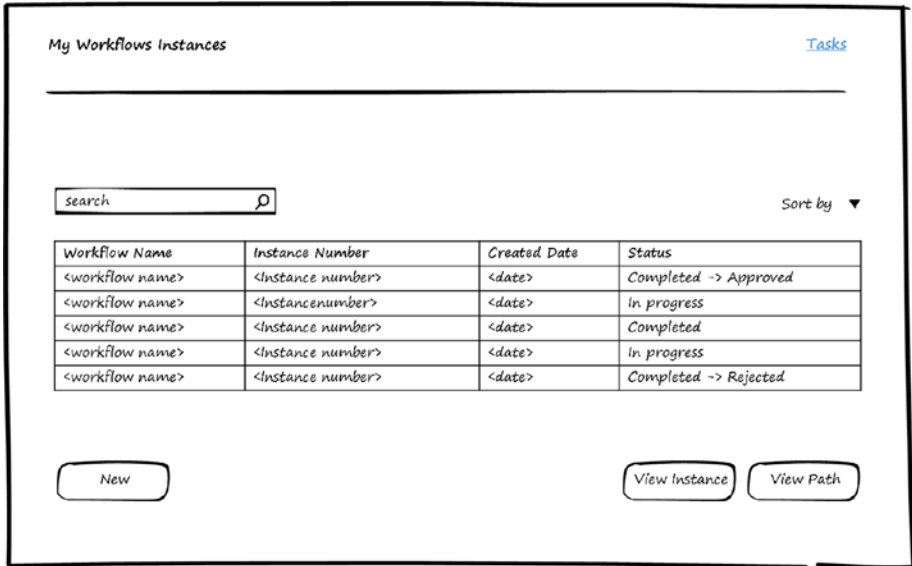 My Workflows Instances Tasks
search
Sort by
Workflow Name Instance Number Created Date Status
<workflow name> <Instance number> <date> Completed -> Approved
<workflow name> <Instancenumber> <date> In progress
<workflow name> <Instance number> <date> Completed
<workflow name> <Instance number> <date> In progress
<workflow name> <Instance number> <date> Completed -> Rejected
New View Instance View Path